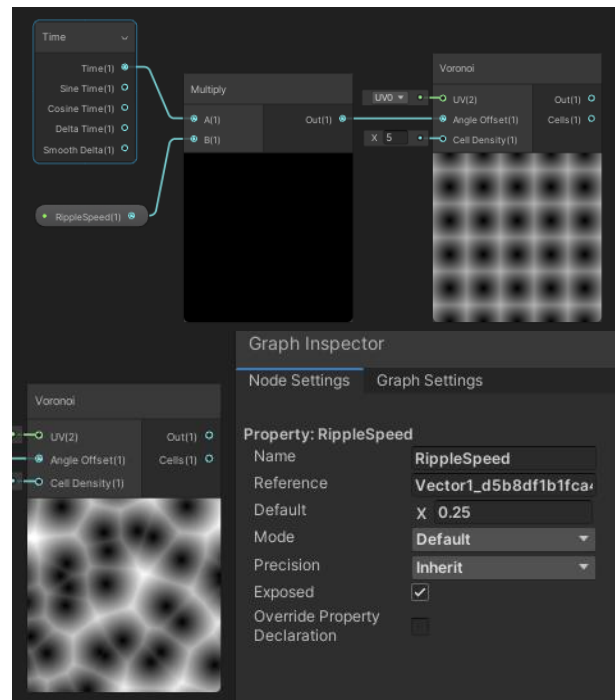 Time
Time(1)
Sine Time(1)
Cosine Time(1)
Delta Time(1)
Smooth Delta(1)
RippleSpeed(1)
Multiply
A(1) Out(1)
B(1)
Voronoi
UV0 UV(2) Out(1)
Angle Offset(1) Cells(1)
X 5 Cell Density(1)
Voronoi
UV(2) Out(1)
Angle Offset(1) Cells(1)
Cell Density(1)
Graph Inspector
Node Settings Graph Settings
Property: RippleSpeed
Name RippleSpeed
Reference Vector1_d5b8df1b1fca4
Default X 0.25
Mode Default
Precision Inherit
Exposed
Override Property
Declaration